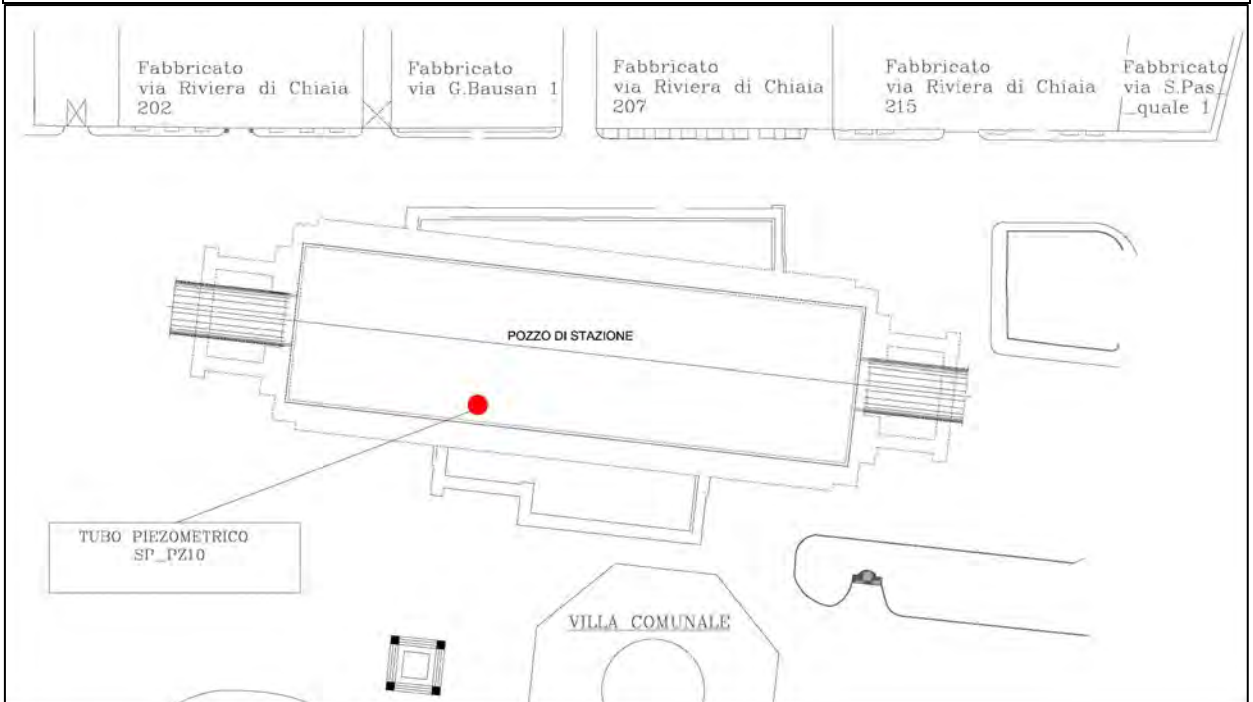 Fabbricato
via Riviera di Chiaia
202
Fabbricato
via G.Bausan 1
Fabbricato
via Riviera di Chiaia
207
Fabbricato
via Riviera di Chiaia
215
Fabbricato
via S.Pas_
_quale 1
POZZO DI STAZIONE
TUBO PIEZOMETRICO
SP_PZ10
VILLA COMUNALE